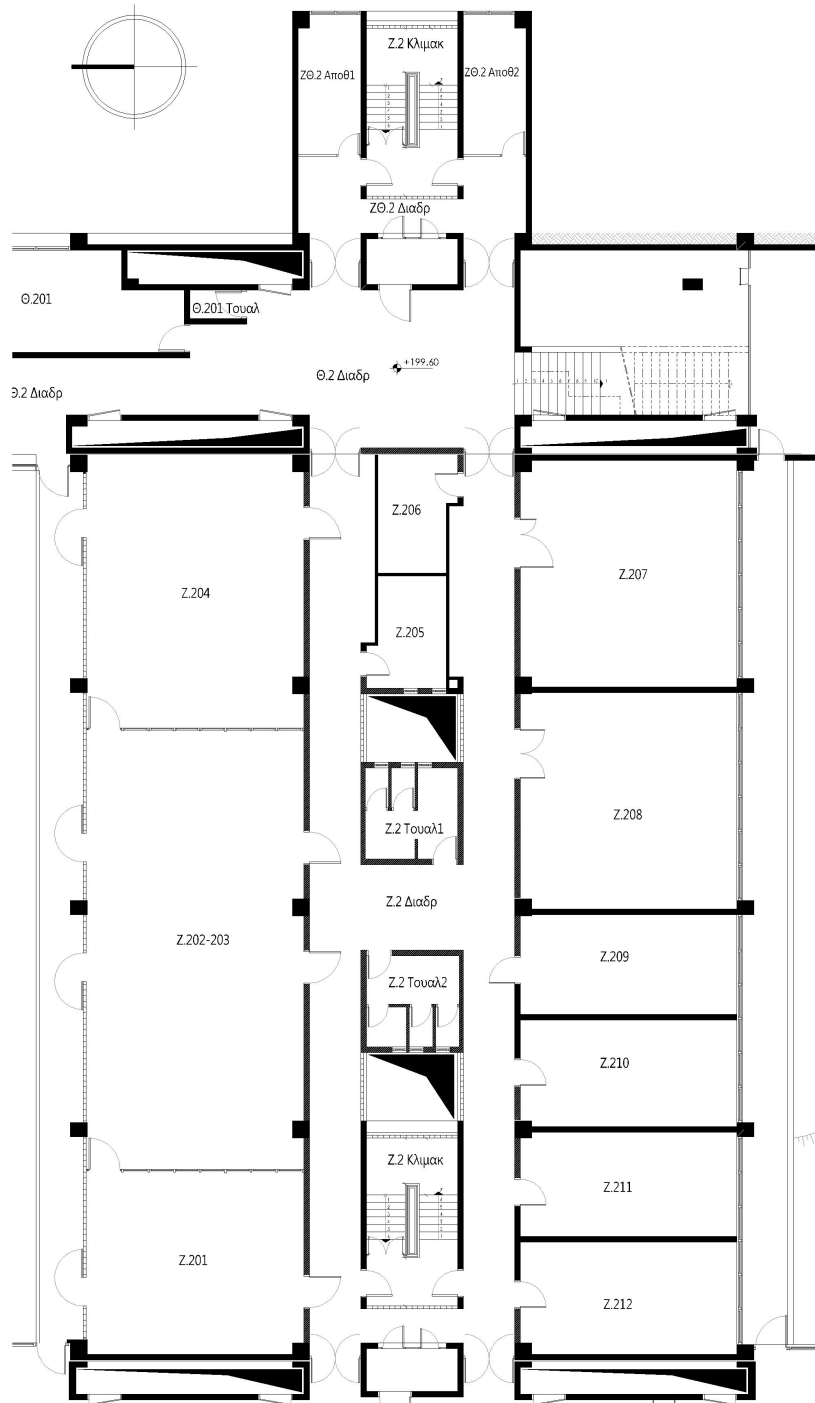 Ζ.2 Κλιμακ
ΖΘ.2 Αποθ1
ΖΘ.2 Αποθ2
ΖΘ.2 Διαδρ
Θ.201
Θ.201 Τουαλ
+199.60
Θ.2 Διαδρ
Θ.2 Διαδρ
Ζ.206
Ζ.207
Ζ.204
Ζ.205
Ζ.208
Ζ.2 Τουαλ1
Ζ.2 Διαδρ
Ζ.202-203
Ζ.209
Ζ.2 Τουαλ2
Ζ.210
Ζ.2 Κλιμακ
Ζ.211
Ζ.201
Ζ.212